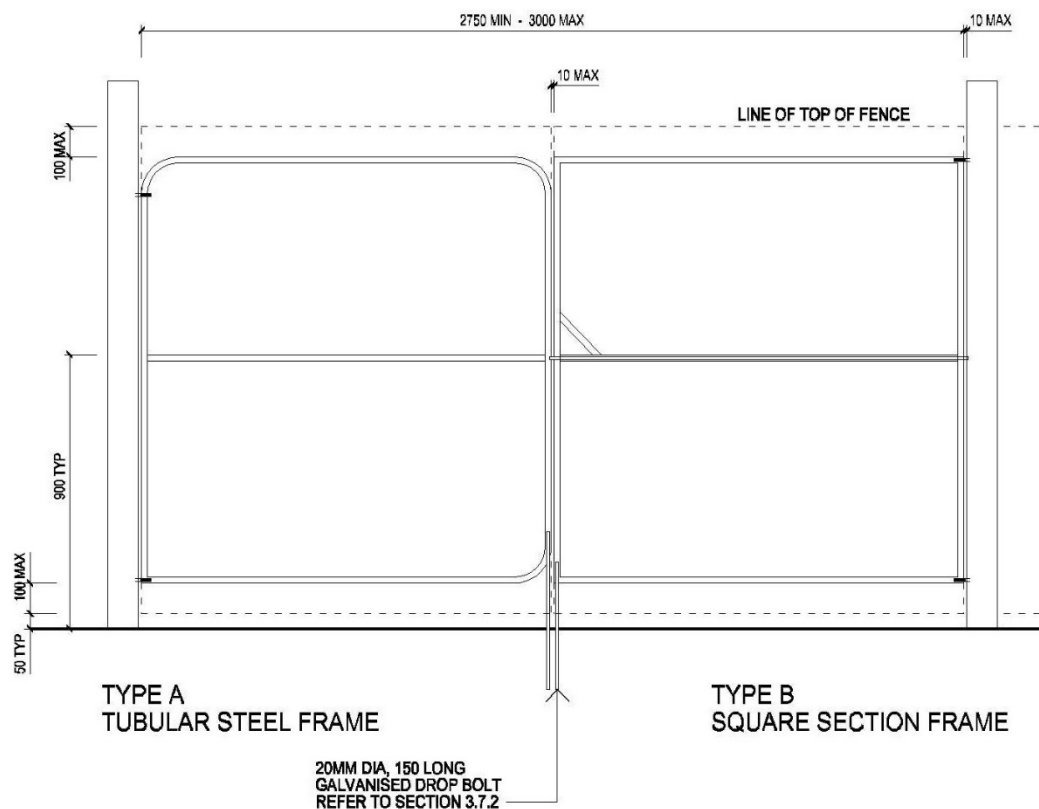 2750 MIN - 3000 MAX
10 MAX
10 MAX
LINE OF TOP OF FENCE
100 MAX
900 TYP
100 MAX
50 TYP
TYPE A
TUBULAR STEEL FRAME
TYPE B
SQUARE SECTION FRAME
20MM DIA, 150 LONG
GALVANISED DROP BOLT
REFER TO SECTION 3.7.2